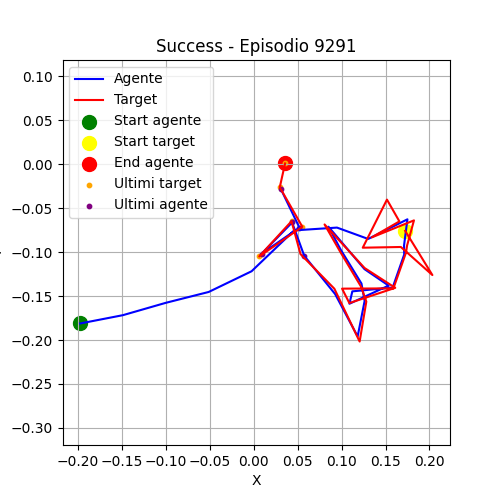 Success - Episodio 9291
Agente
Target
Start agente
Start target
End agente
Ultimi target
Ultimi agente
0.10
0.05
0.00
−0.05
−0.10
−0.15
−0.20
−0.25
−0.30
−0.20 −0.15 −0.10 −0.05 0.00 0.05 0.10 0.15 0.20
X